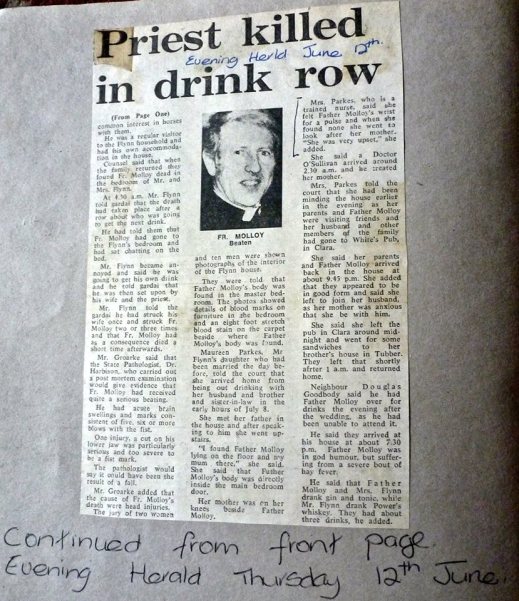 Priest killed
Evening Herld June 12th.
in drink row
(From Page One)
common interest in horses
with them.
He was a regular visitor
to the Flynn household and
had his own accommoda-
tion in the house.
Counsel said that when
the family returned they
found Fr. Molloy dead in
the bedroom of Mr. and
Mrs. Flynn.
At 4.30 a.m. Mr. Flynn
told gardai that the death
had taken place after a
row about who was going
to get the next drink.
He had told them that
Fr. Molloy had gone to
the Flynn's bedroom and
had sat chatting on the
bed.
Mr. Flynn became an-
noyed and said he was
going to get his own drink
and he told gardai that
he was then set upon by
his wife and the priest.
Mr. Flynn told the
gardai he had struck his
wife once and struck Fr.
Molloy two or three times
and that Fr. Molloy had
as a consequence died a
short time afterwards.
Mr. Groarke said that
the State Pathologist, Dr.
Harbison, who carried out
a post mortem examination
would give evidence that
Fr. Molloy had received
quite a serious beating.
He had acute brain
swellings and marks con-
sistent of five, six or more
blows with the fist.
One injury, a cut on his
lower jaw was particularly
serious and too severe to
be a fist mark.
The pathologist would
say it could have been the
result of a fall.
Mr. Groarke added that
the cause of Fr. Molloy's
death were head injuries.
The jury of two women
FR. MOLLOY
Beaten
and ten men were shown
photographs of the interior
of the Flynn house.
They were told that
Father Molloy's body was
found in the master bed-
room. The photos showed
details of blood marks on
furniture in the bedroom
and an eight foot stretch
blood stain on the carpet
beside where Father
Molloy's body was found.
Maureen Parkes, Mr
Flynn's daughter who had
been married the day be-
fore, told the court that
she arrived home from
being out drinking with
her husband and brother
and sister-in-law in the
early hours of July 8.
She met her father in
the house and after speak-
ing to him she went up-
stairs.
"I found Father Molloy
lying on the floor and my
mum there," she said.
She said that Father
Molloy's body was directly
inside the main bedroom
door.
Her mother was on her
knees beside Father
Molloy.
Mrs. Parkes, who is a
trained nurse, said she
felt Father Molloy's wrist
for a pulse and when she
found none she went to
look after her mother.
"She was very upset," she
added.
She said a Doctor
O'Sullivan arrived around
2.30 a.m. and he treated
her mother.
Mrs. Parkes told the
court that she had been
minding the house earlier
in the evening as her
parents and Father Molloy
were visiting friends and
her husband and other
members of the family
had gone to White's Pub,
in Clara.
She said her parents
and Father Molloy arrived
back in the house at
about 9.45 p.m. She added
that they appeared to be
in good form and said she
left to join her husband,
as her mother was anxious
that she be with him.
She said she left the
pub in Clara around mid-
night and went for some
sandwiches to her
brother's house in Tubber.
They left that shortly
after 1 a.m. and returned
home.
Neighbour Douglas
Goodbody said he had
Father Molloy over for
drinks the evening after
the wedding, as he had
been unable to attend it.
He said they arrived at
his house at about 7.30
p.m. Father Molloy was
in god humour, but suffer-
ing from a severe bout of
hay fever.
He said that Father
Molloy and Mrs. Flynn
drank gin and tonic, while
Mr. Flynn drank Power's
whiskey. They had about
three drinks, he added.
Continued from front page.
Evening Herald Thursday 12th June.